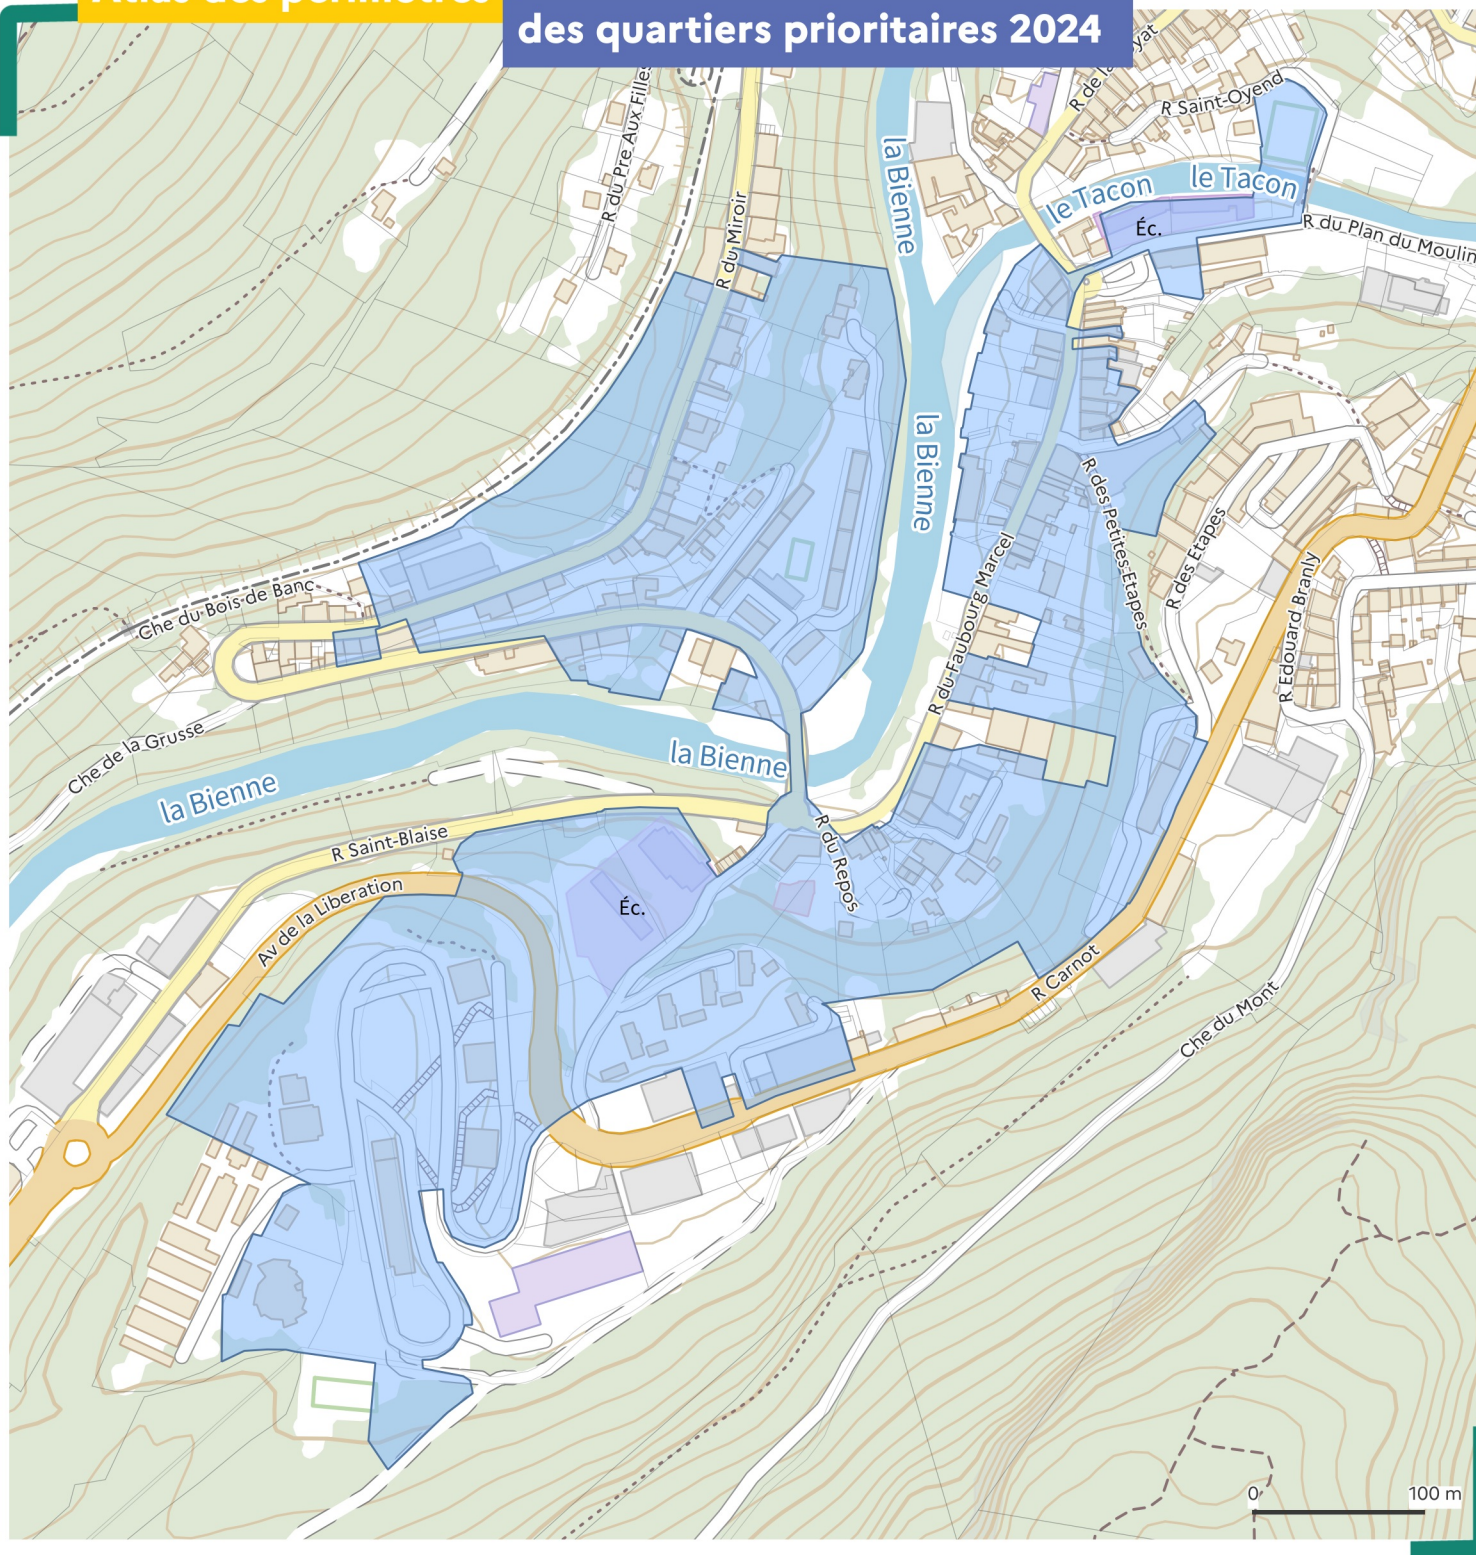 Atlas des périmètres
des quartiers prioritaires 2024
R Saint-Oyend
R du Pre Aux Filles
la Bienne
le Tacon
le Tacon
Éc.
R du Plan du Moulin
R du Miroir
la Bienne
R des Petites Etapes
R des Etapes
R Edouard Branly
R du Faubourg Marcel
Che du Bois de Banc
Che de la Grusse
la Bienne
la Bienne
R Saint-Blaise
R du Repos
Av de la Liberation
Éc.
R Carnot
Che du Mont
0 100 m